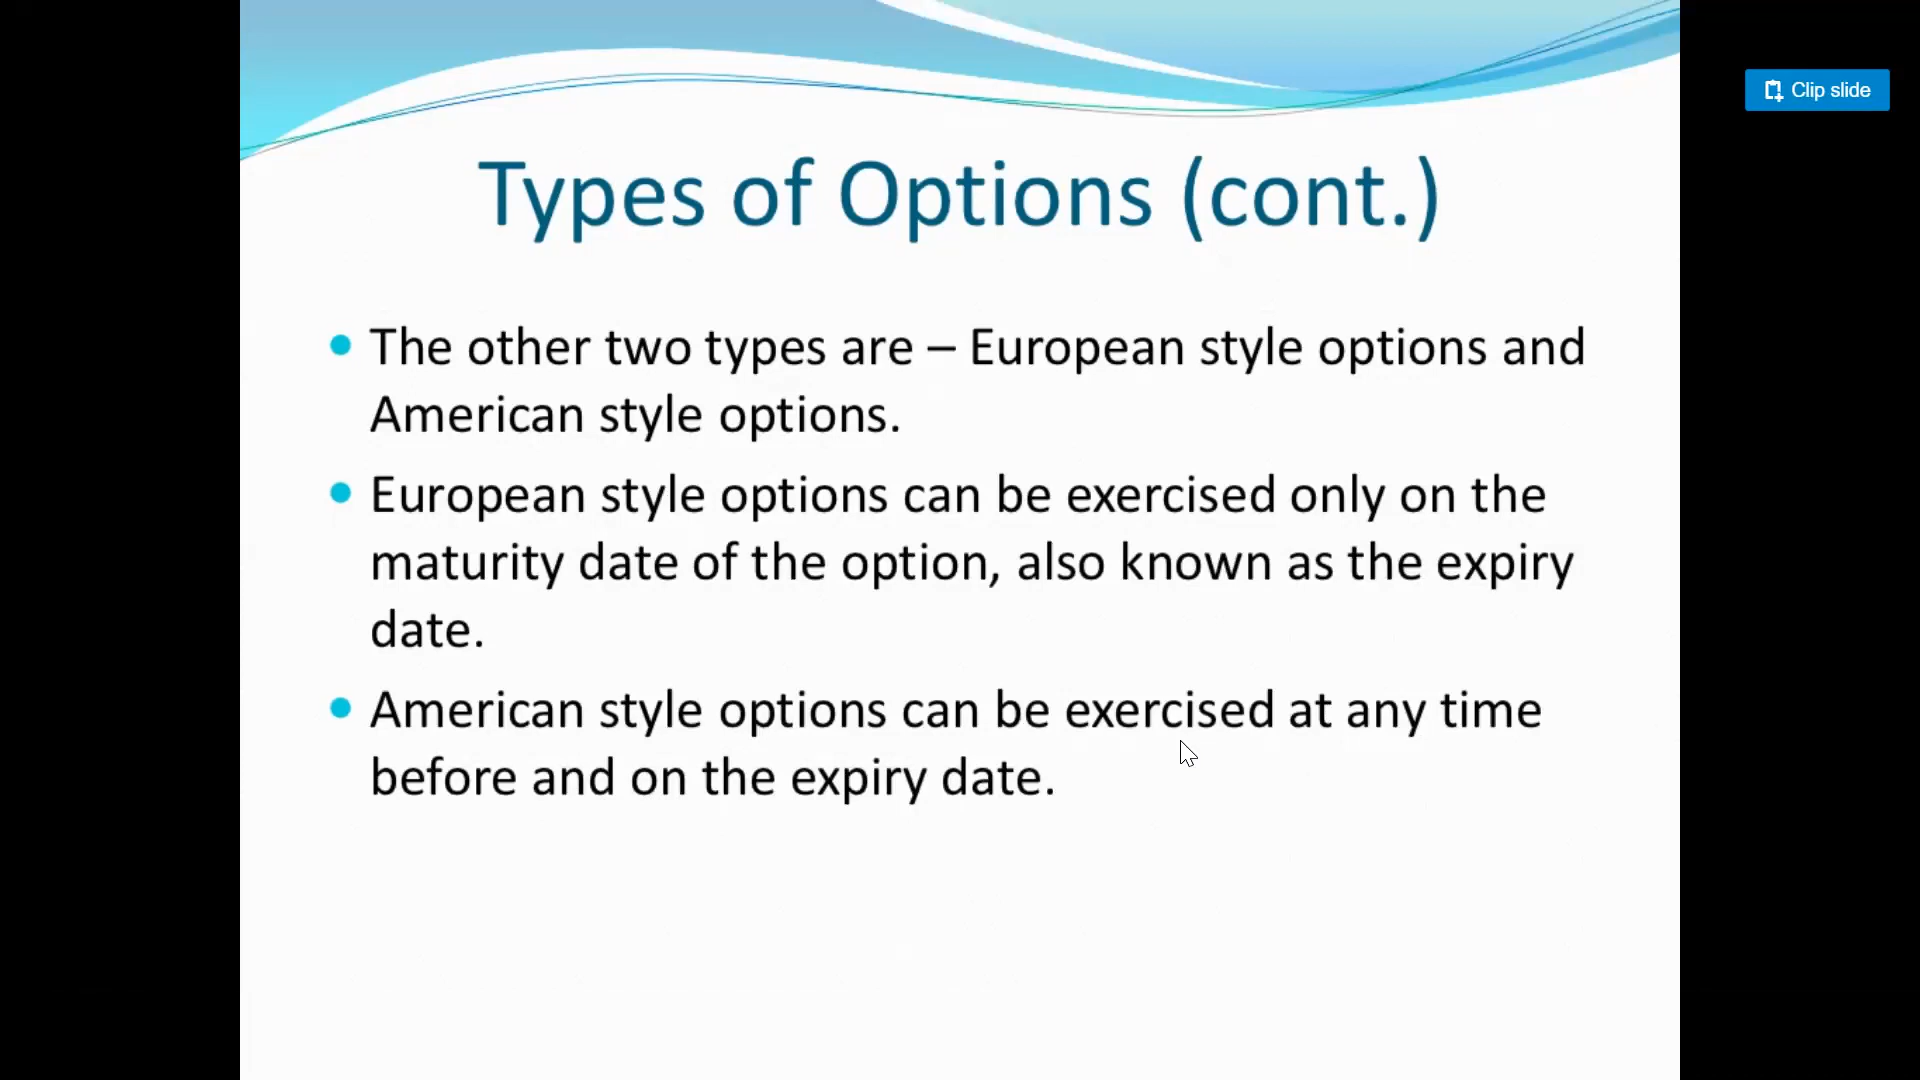 Clip slide
Types of Options (cont.)
• The other two types are – European style options and
American style options.
• European style options can be exercised only on the
maturity date of the option, also known as the expiry
date.
• American style options can be exercised at any time
before and on the expiry date.